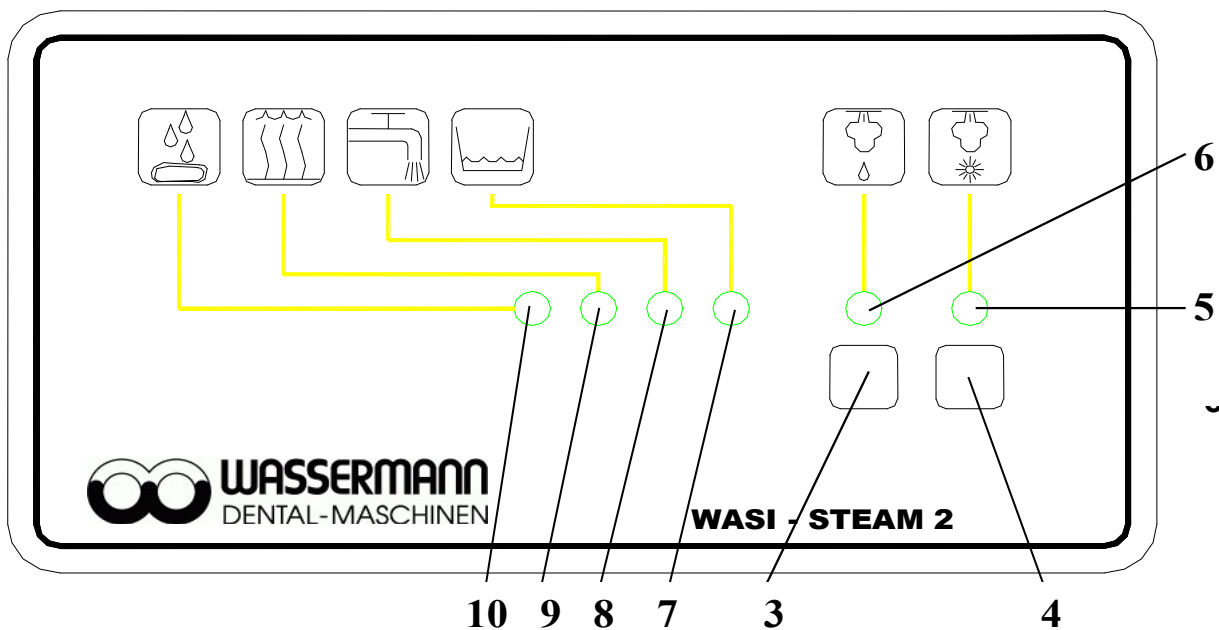 6
5
WASSERMANN
DENTAL-MASCHINEN
WASI - STEAM 2
10 9 8 7 3 4